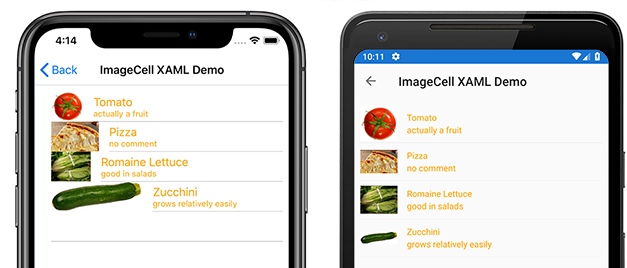 4:14
Back
ImageCell XAML Demo
Tomato
actually a fruit
Pizza
no comment
Romaine Lettuce
good in salads
Zucchini
grows relatively easily
10:11
ImageCell XAML Demo
Tomato
actually a fruit
Pizza
no comment
Romaine Lettuce
good in salads
Zucchini
grows relatively easily